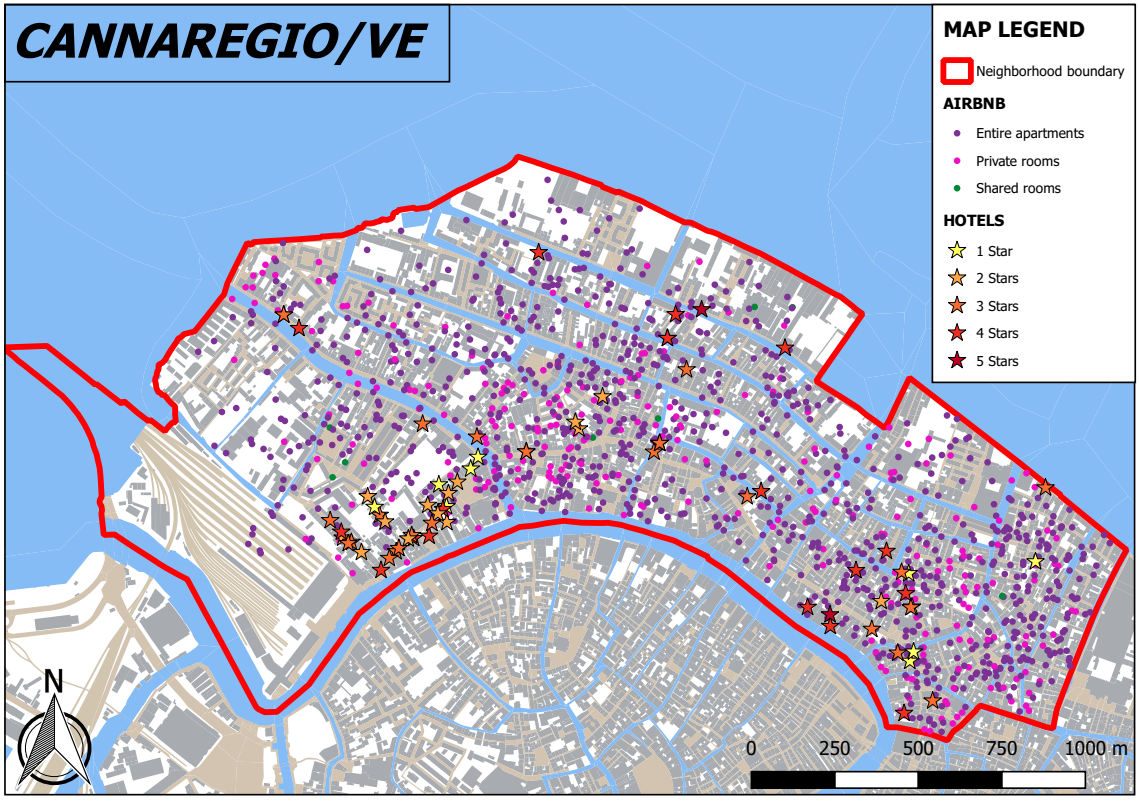 CANNAREGIO/VE
MAP LEGEND
Neighborhood boundary
AIRBNB
Entire apartments
Private rooms
Shared rooms
HOTELS
1 Star
2 Stars
3 Stars
4 Stars
5 Stars
N
0 250 500 750 1000 m